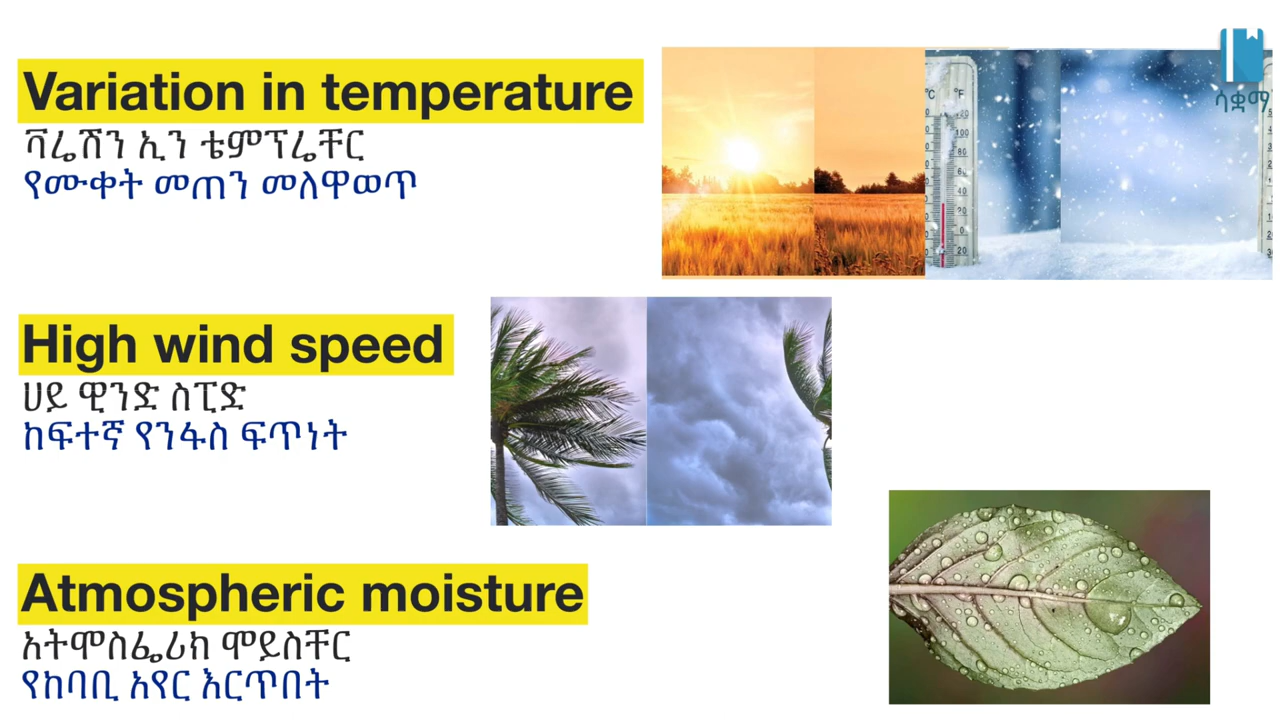 Variation in temperature
ቫሬሽን ኢን ቴምፕሬቸር
የሙቀት መጠን መለዋወጥ
ሳቋማ
°C °F
High wind speed
ሀይ ዊንድ ስፒድ
ከፍተኛ የንፋስ ፍጥነት
Atmospheric moisture
አትሞስፌሪክ ሞይስቸር
የከባቢ አየር እርጥበት